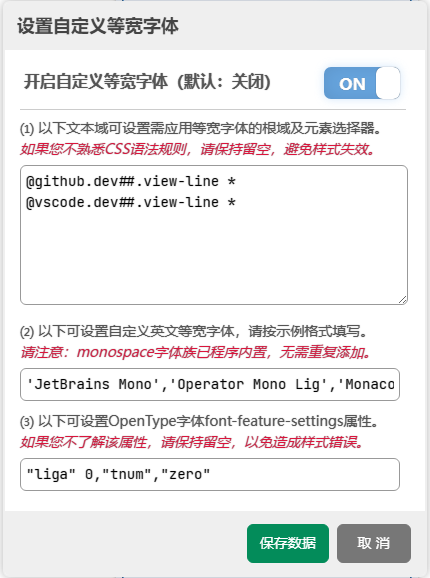 设置自定义等宽字体
开启自定义等宽字体（默认：关闭）
ON
(1) 以下文本域可设置需应用等宽字体的根域及元素选择器。
如果您不熟悉CSS语法规则，请保持留空，避免样式失效。
@github.dev##.view-line *
@vscode.dev##.view-line *
(2) 以下可设置自定义英文等宽字体，请按示例格式填写。
请注意：monospace字体族已程序内置，无需重复添加。
'JetBrains Mono','Operator Mono Lig','Monaco
(3) 以下可设置OpenType字体font-feature-settings属性。
如果您不了解该属性，请保持留空，以免造成样式错误。
"liga" 0,"tnum","zero"
保存数据
取 消